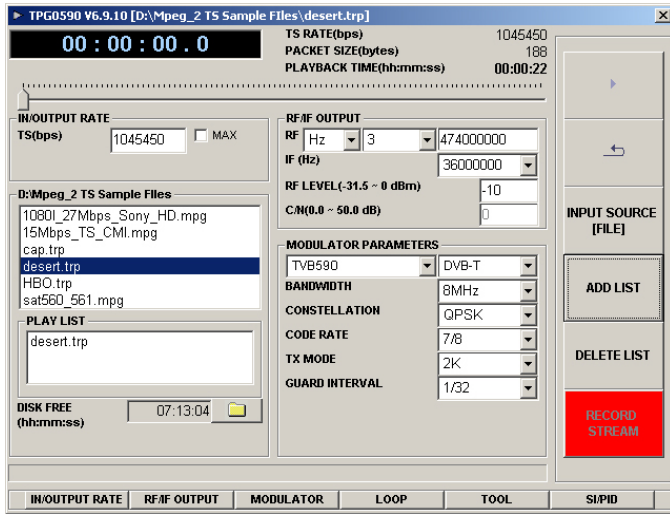 TPG0590 V6.9.10 [D:\Mpeg_2 TS Sample FIles\desert.trp]
00:00:00.0
TS RATE(bps) 1045450
PACKET SIZE(bytes) 188
PLAYBACK TIME(hh:mm:ss) 00:00:22
IN/OUTPUT RATE
TS(bps) 1045450 MAX
D:\Mpeg_2 TS Sample FIles
1080I_27Mbps_Sony_HD.mpg
15Mbps_TS_CMI.mpg
cap.trp
desert.trp
HBO.trp
sat560_561.mpg
PLAY LIST
desert.trp
DISK FREE
(hh:mm:ss)
07:13:04
RF/IF OUTPUT
RF Hz 3 474000000
IF (Hz) 36000000
RF LEVEL(-31.5 ~ 0 dBm) -10
C/N(0.0 ~ 50.0 dB) 0
MODULATOR PARAMETERS
TVB590 DVB-T
BANDWIDTH 8MHz
CONSTELLATION QPSK
CODE RATE 7/8
TX MODE 2K
GUARD INTERVAL 1/32
INPUT SOURCE
[FILE]
ADD LIST
DELETE LIST
RECORD
STREAM
IN/OUTPUT RATE RF/IF OUTPUT MODULATOR LOOP TOOL SI/PID